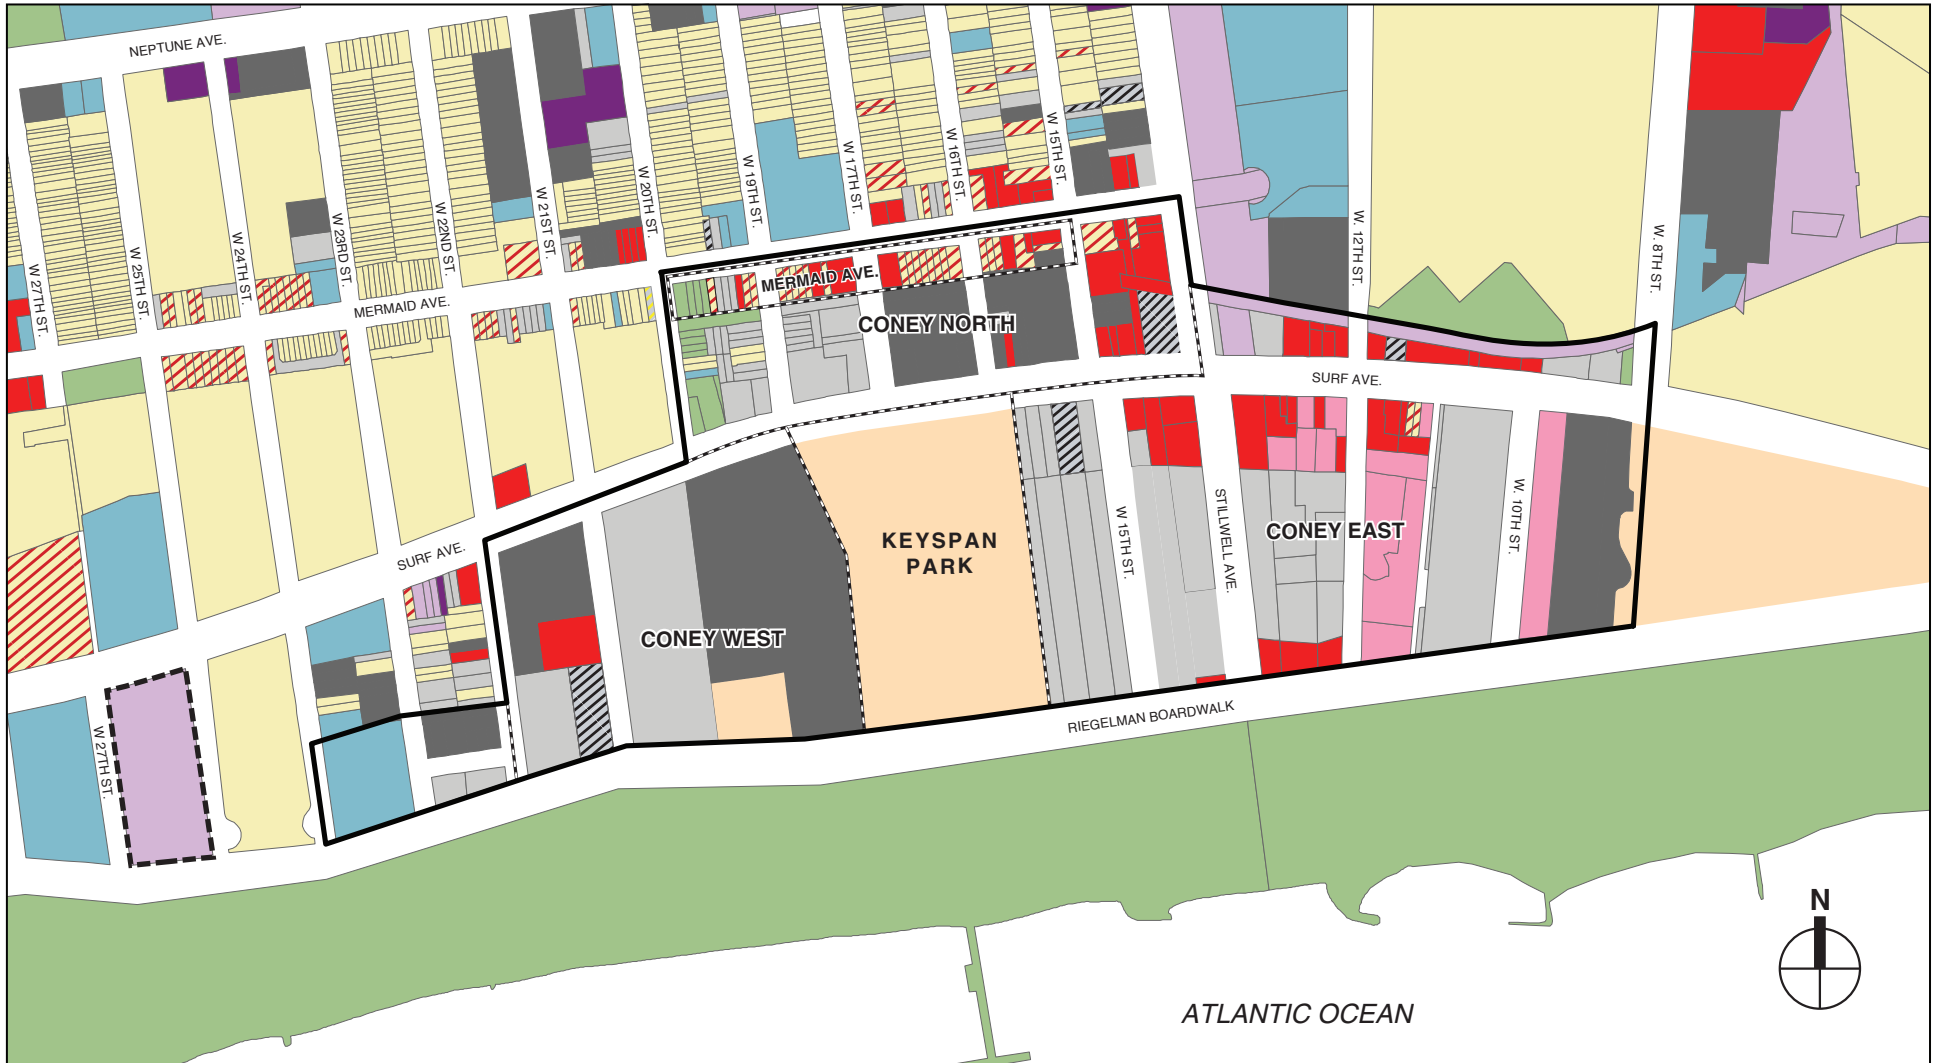 NEPTUNE AVE.
W 27TH ST.
W 25TH ST.
W 24TH ST.
W 23RD ST.
W 22ND ST.
W 21ST ST.
W 20TH ST.
W 19TH ST.
W 17TH ST.
W 16TH ST.
W 15TH ST.
W. 12TH ST.
W. 8TH ST.
MERMAID AVE.
MERMAID AVE.
CONEY NORTH
SURF AVE.
SURF AVE.
KEYSPAN
PARK
W 15TH ST.
STILLWELL AVE.
CONEY EAST
W. 10TH ST.
CONEY WEST
W 27TH ST.
RIEGELMAN BOARDWALK
N
ATLANTIC OCEAN